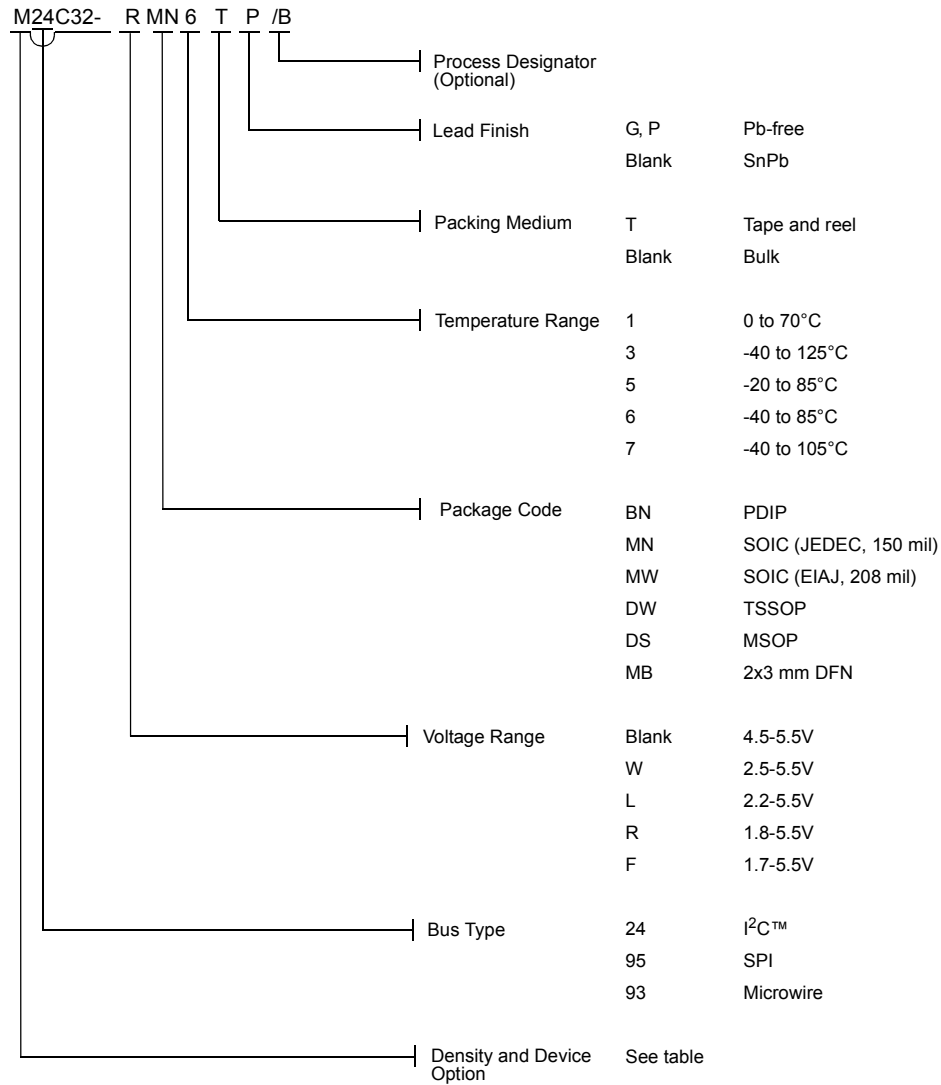 M24C32- R MN 6 T P /B
Process Designator
(Optional)
Lead Finish G, P Pb-free
Blank SnPb
Packing Medium T Tape and reel
Blank Bulk
Temperature Range 1 0 to 70°C
3 -40 to 125°C
5 -20 to 85°C
6 -40 to 85°C
7 -40 to 105°C
Package Code BN PDIP
MN SOIC (JEDEC, 150 mil)
MW SOIC (EIAJ, 208 mil)
DW TSSOP
DS MSOP
MB 2x3 mm DFN
Voltage Range Blank 4.5-5.5V
W 2.5-5.5V
L 2.2-5.5V
R 1.8-5.5V
F 1.7-5.5V
Bus Type 24 I²C™
95 SPI
93 Microwire
Density and Device See table
Option